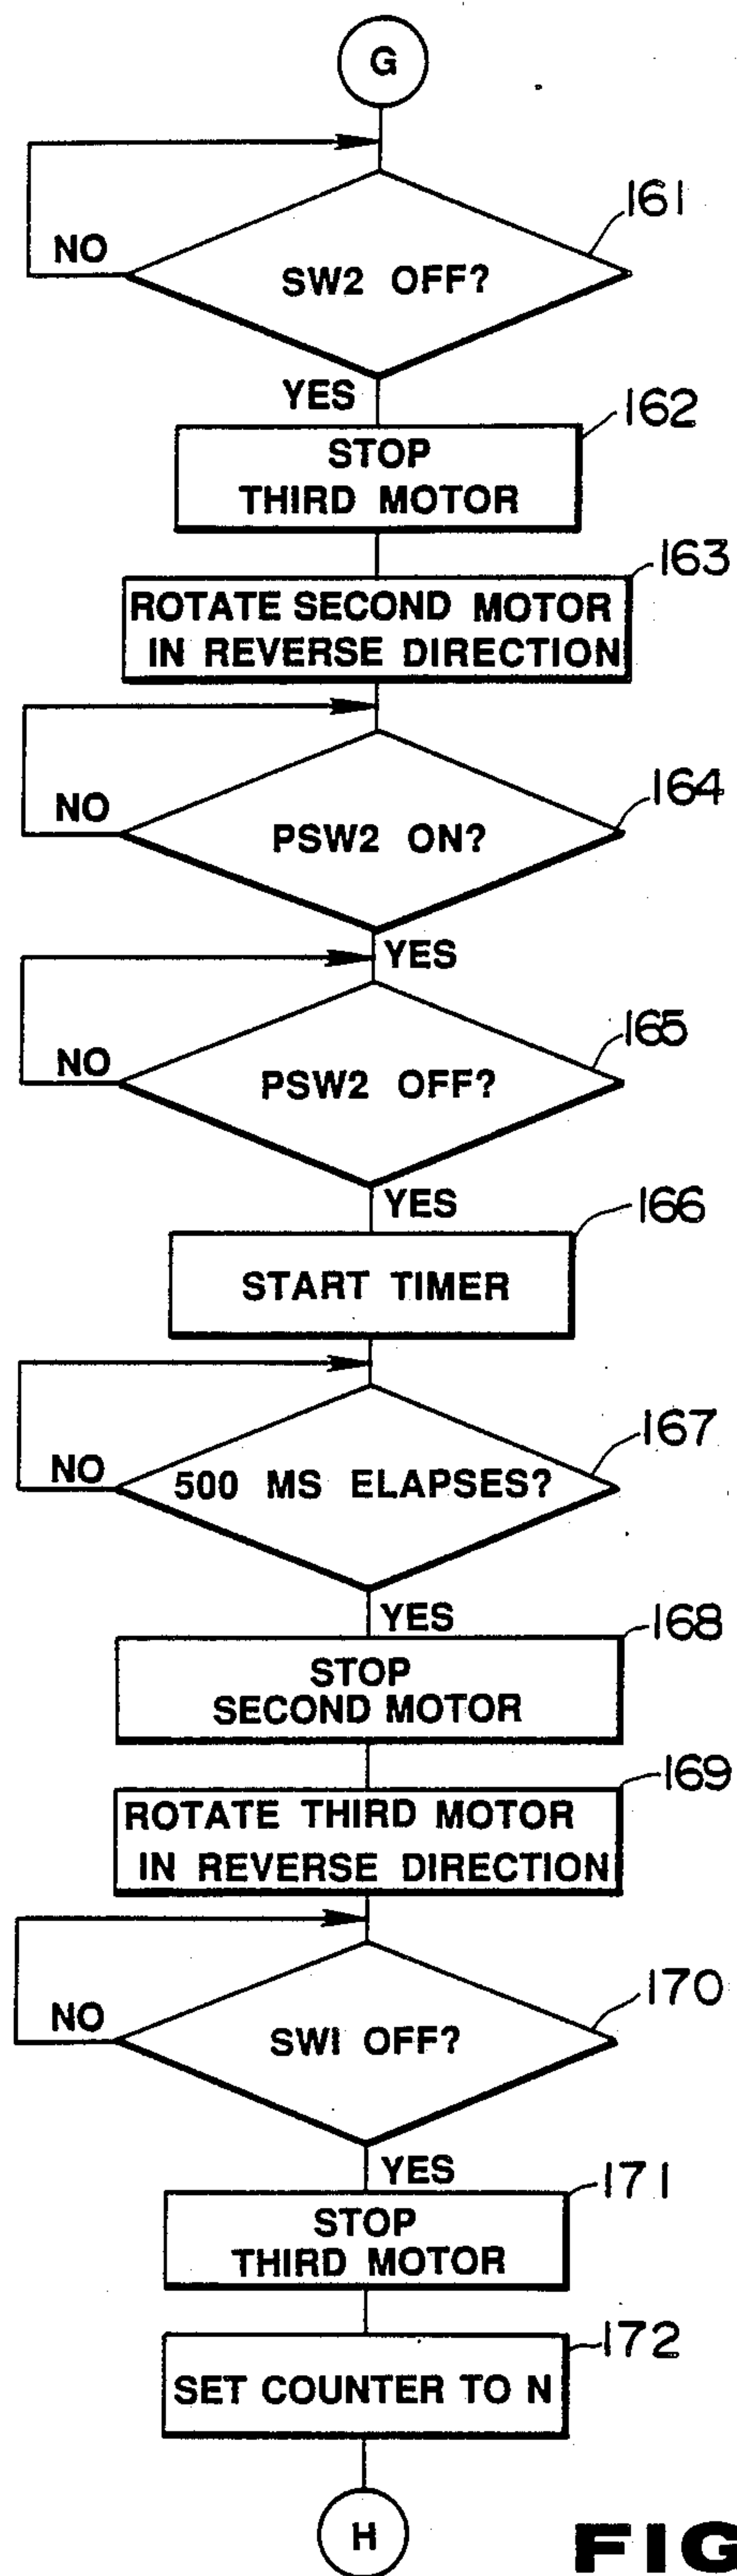 G
161
NO
SW2 OFF?
YES
162
STOP
THIRD MOTOR
163
ROTATE SECOND MOTOR
IN REVERSE DIRECTION
164
NO
PSW2 ON?
YES
165
NO
PSW2 OFF?
YES
166
START TIMER
167
NO
500 MS ELAPSES?
YES
168
STOP
SECOND MOTOR
169
ROTATE THIRD MOTOR
IN REVERSE DIRECTION
170
NO
SWI OFF?
YES
171
STOP
THIRD MOTOR
172
SET COUNTER TO N
H
FIG